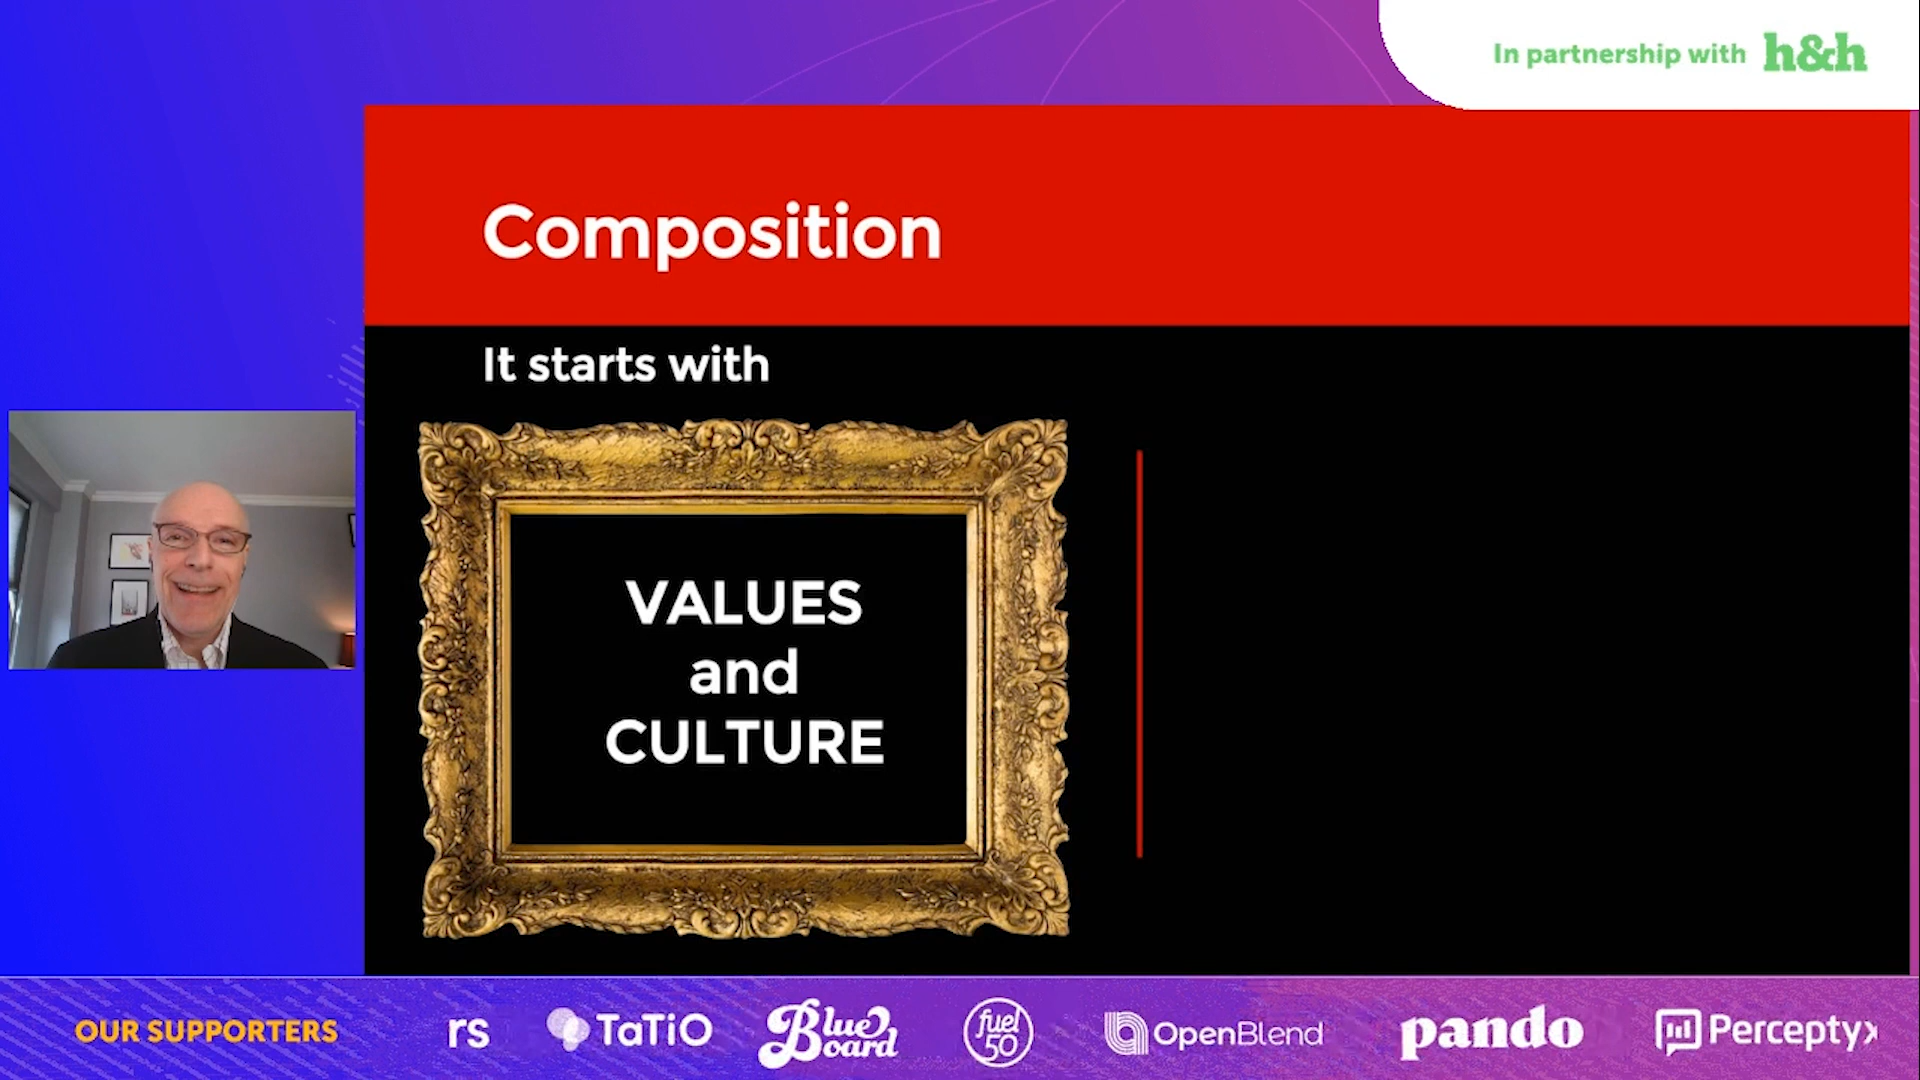 In partnership with h&h
Composition
It starts with
VALUES
and
CULTURE
OUR SUPPORTERS
rs
TaTiO
Blue
Board
fuel
50
OpenBlend
pando
Perceptyx